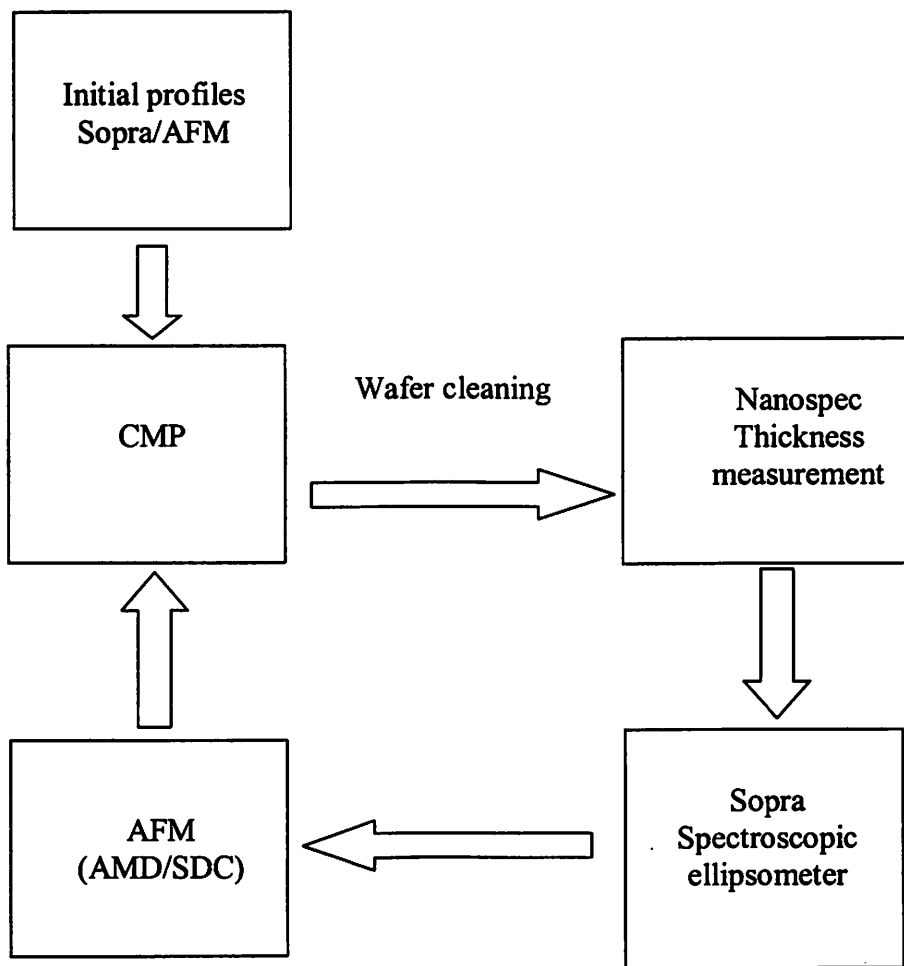 Initial profiles
Sopra/AFM
CMP
Wafer cleaning
Nanospec
Thickness
measurement
AFM
(AMD/SDC)
Sopra
Spectroscopic
ellipsometer